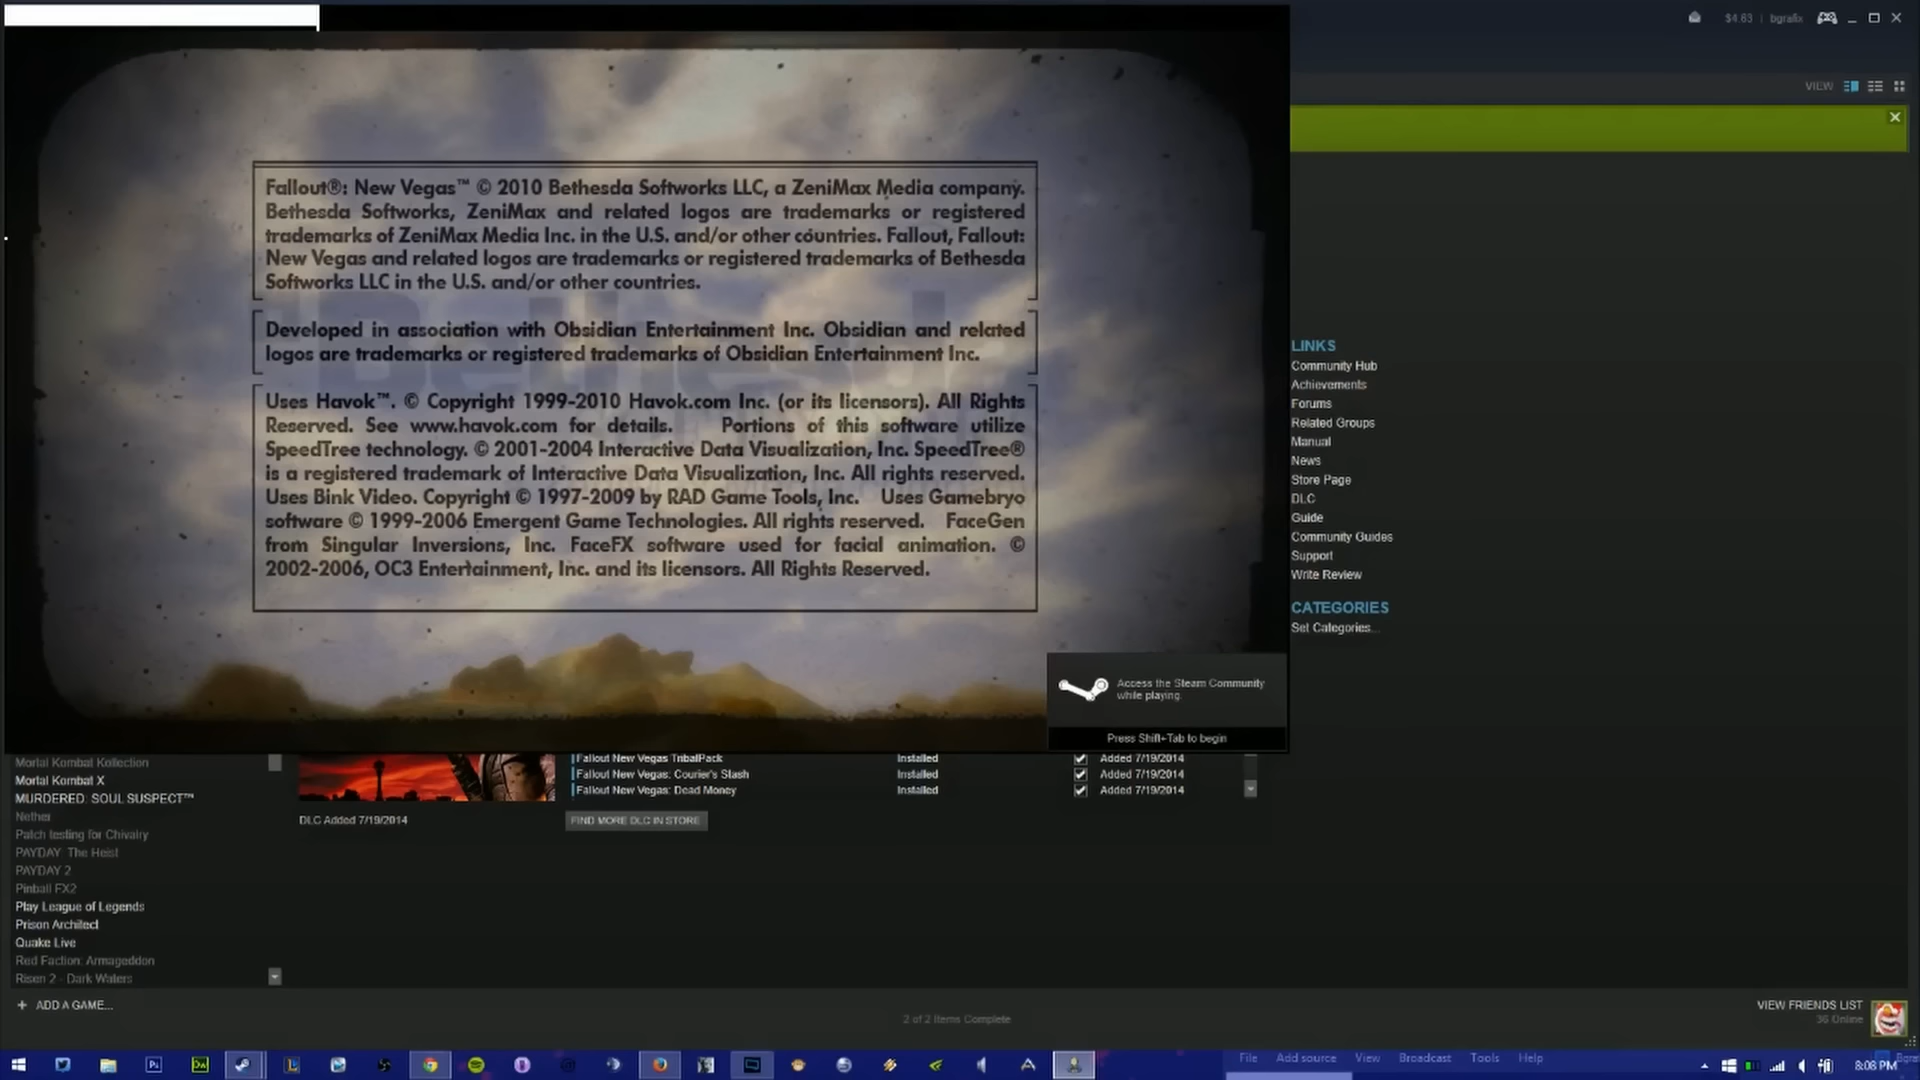 $4.63 | bgrafix
VIEW
Fallout®: New Vegas™ © 2010 Bethesda Softworks LLC, a ZeniMax Media company.
Bethesda Softworks, ZeniMax and related logos are trademarks or registered
trademarks of ZeniMax Media Inc. in the U.S. and/or other countries. Fallout, Fallout:
New Vegas and related logos are trademarks or registered trademarks of Bethesda
Softworks LLC in the U.S. and/or other countries.
Developed in association with Obsidian Entertainment Inc. Obsidian and related
logos are trademarks or registered trademarks of Obsidian Entertainment Inc.
Uses Havok™. © Copyright 1999-2010 Havok.com Inc. (or its licensors). All Rights
Reserved. See www.havok.com for details. Portions of this software utilize
SpeedTree technology. © 2001-2004 Interactive Data Visualization, Inc. SpeedTree®
is a registered trademark of Interactive Data Visualization, Inc. All rights reserved.
Uses Bink Video. Copyright © 1997-2009 by RAD Game Tools, Inc. Uses Gamebryo
software © 1999-2006 Emergent Game Technologies. All rights reserved. FaceGen
from Singular Inversions, Inc. FaceFX software used for facial animation. ©
2002-2006, OC3 Entertainment, Inc. and its licensors. All Rights Reserved.
Bethesda
Access the Steam Community
while playing.
Press Shift+Tab to begin
LINKS
Community Hub
Achievements
Forums
Related Groups
Manual
News
Store Page
DLC
Guide
Community Guides
Support
Write Review
CATEGORIES
Set Categories...
Mortal Kombat Kollection
Mortal Kombat X
MURDERED: SOUL SUSPECT™
Nether
Patch testing for Chivalry
PAYDAY The Heist
PAYDAY 2
Pinball FX2
Play League of Legends
Prison Architect
Quake Live
Red Faction: Armageddon
Risen 2 - Dark Waters
+ ADD A GAME...
DLC Added 7/19/2014
Fallout New Vegas TribalPack Installed Added 7/19/2014
Fallout New Vegas: Courier's Stash Installed Added 7/19/2014
Fallout New Vegas: Dead Money Installed Added 7/19/2014
FIND MORE DLC IN STORE
2 of 2 Items Complete
VIEW FRIENDS LIST
36 Online
File Add source View Broadcast Tools Help
8:08 PM